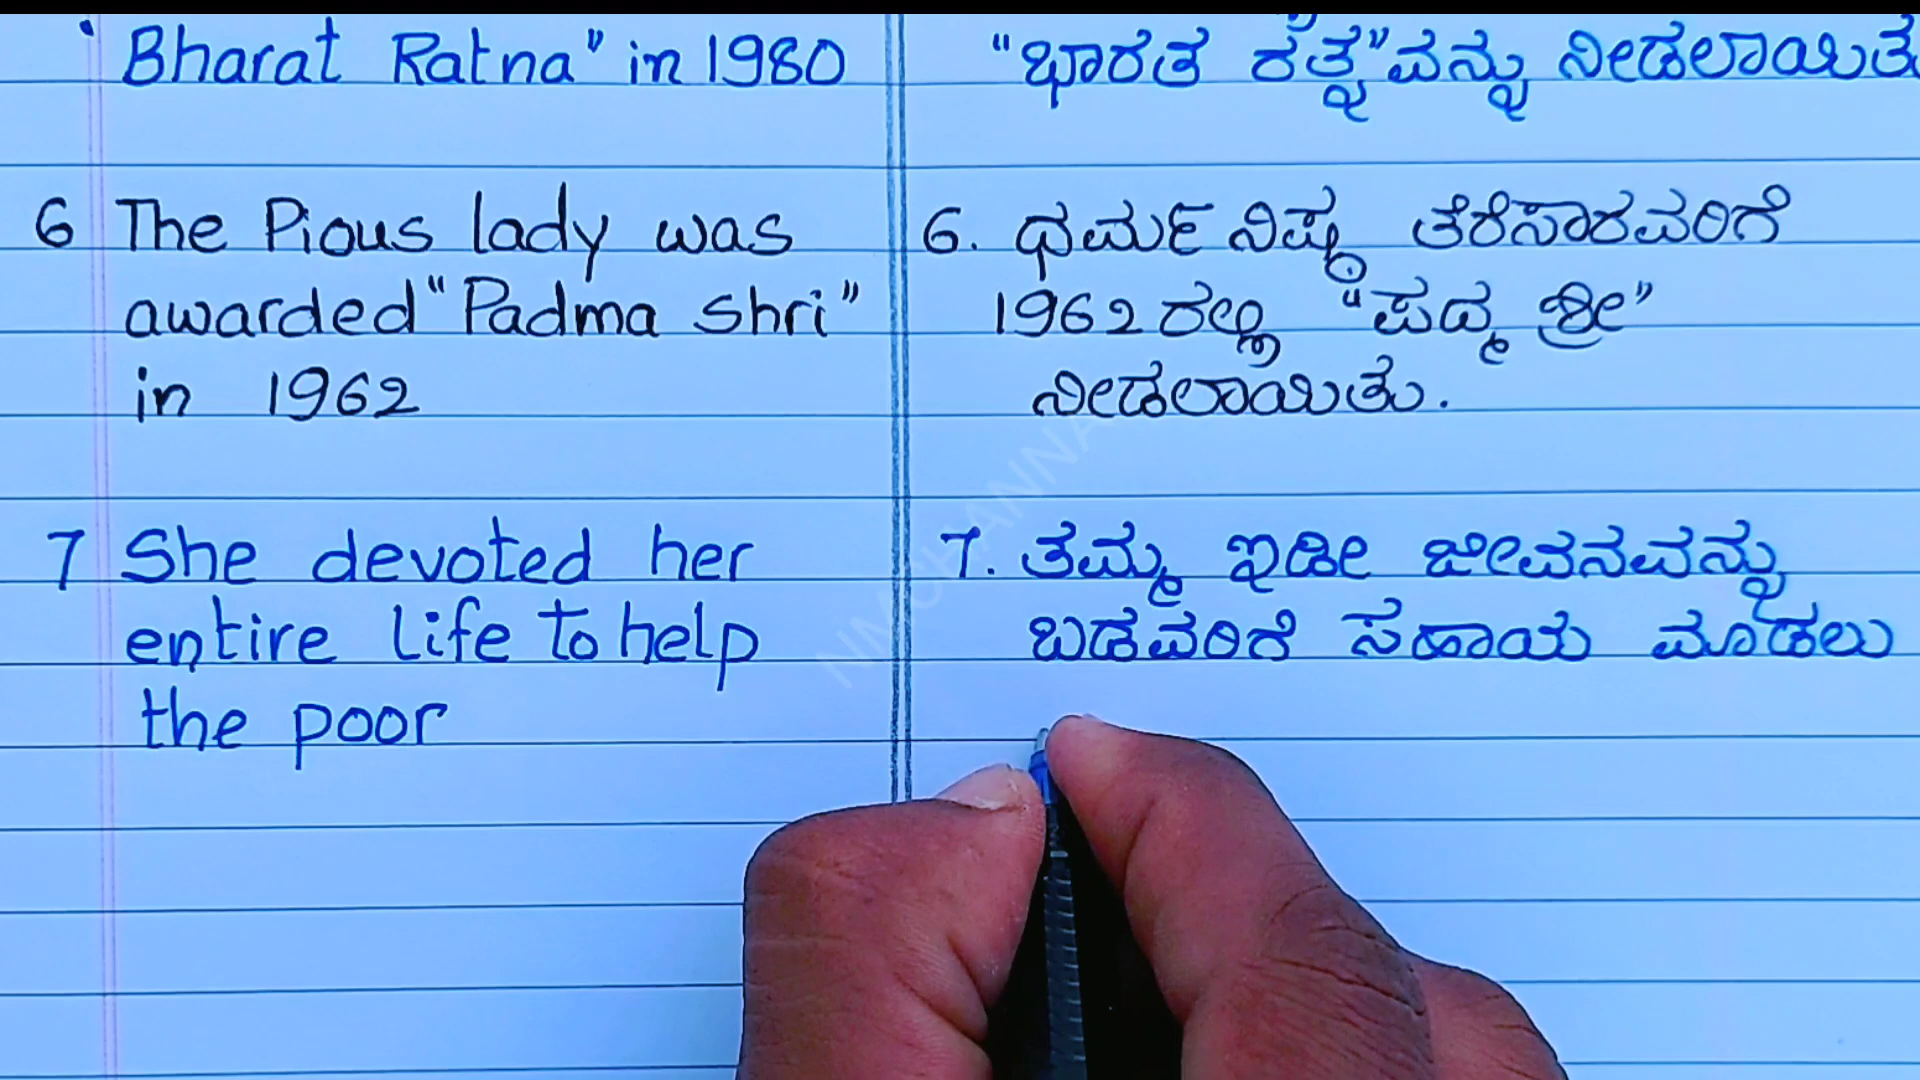 Bharat Ratna" in 1980
"ಭಾರತ ರತ್ನ"ವನ್ನು ನೀಡಲಾಯಿತು
6 The Pious lady was
awarded "Padma shri"
in 1962
6. ಧರ್ಮನಿಷ್ಠ ತೆರೆಸಾರವರಿಗೆ
1962ರಲ್ಲಿ "ಪದ್ಮ ಶ್ರೀ"
ನೀಡಲಾಯಿತು.
7 She devoted her
entire life to help
the poor
7. ತಮ್ಮ ಇಡೀ ಜೀವನವನ್ನು
ಬಡವರಿಗೆ ಸಹಾಯ ಮಾಡಲು